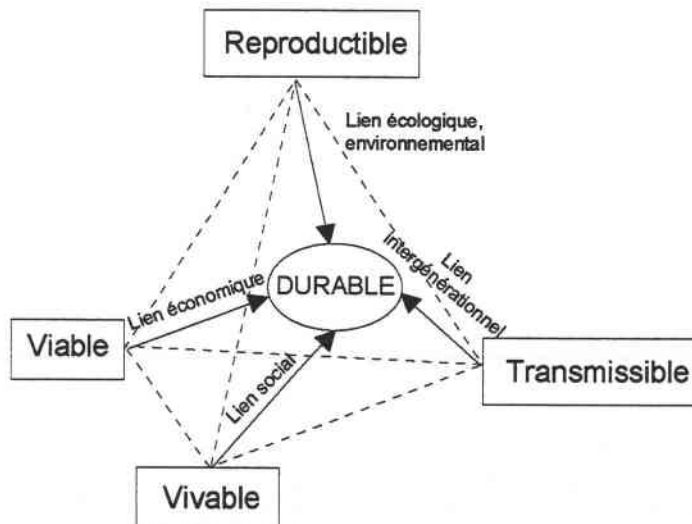 Reproductible
Lien écologique,
environnemental
Lien
intergénérationnel
DURABLE
Lien économique
Viable
Transmissible
Lien social
Vivable